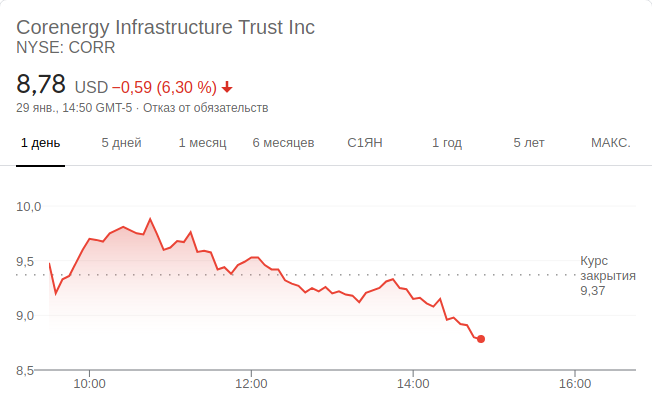 Corenergy Infrastructure Trust Inc
NYSE: CORR
8,78 USD −0,59 (6,30 %)
29 янв., 14:50 GMT-5 · Отказ от обязательств
1 день 5 дней 1 месяц 6 месяцев С1ЯН 1 год 5 лет МАКС.
10,0
9,5
Курс
закрытия
9,37
9,0
8,5
10:00 12:00 14:00 16:00